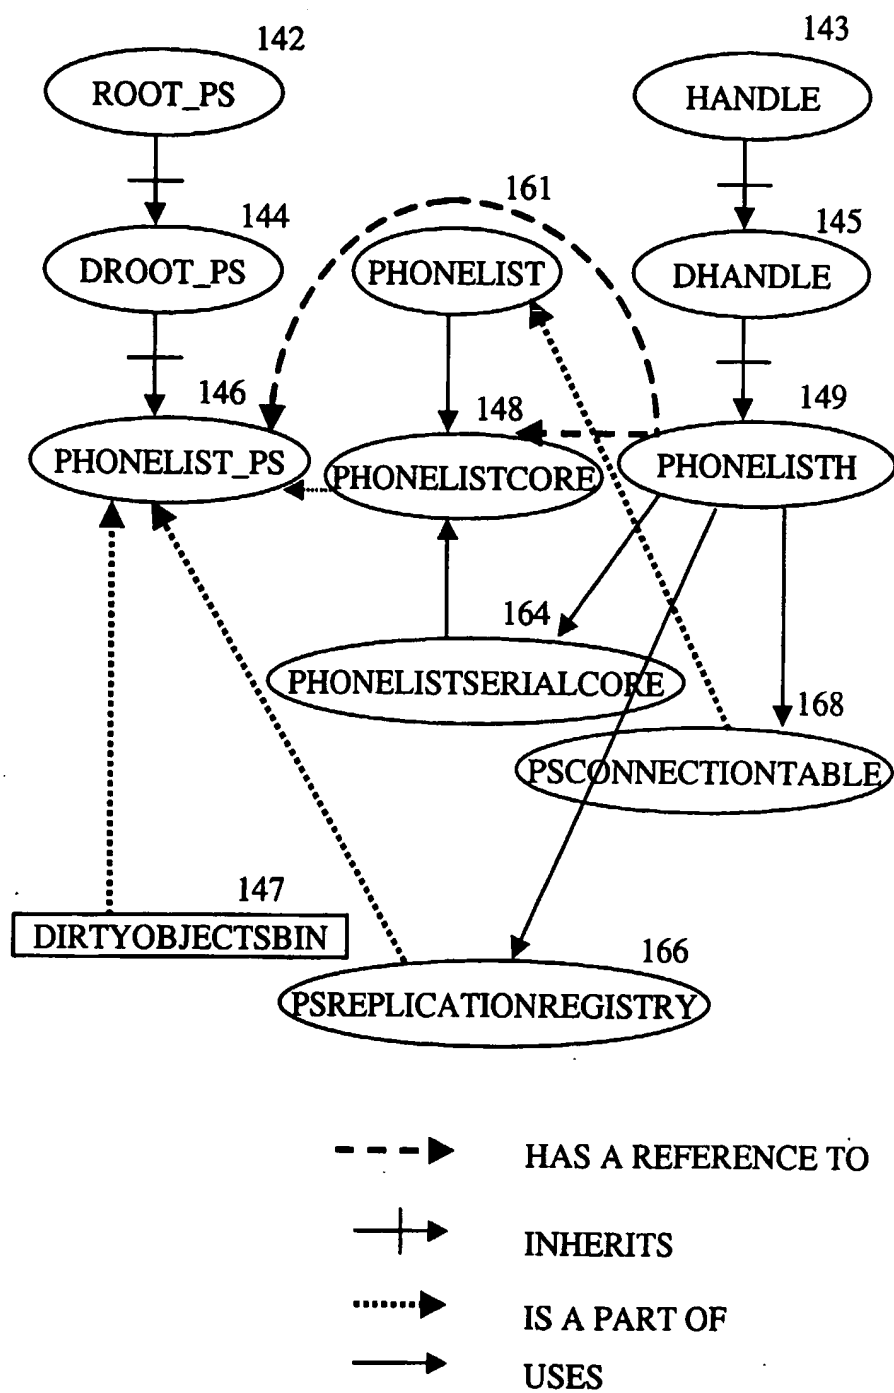 142
143
ROOT_PS
HANDLE
161
144
145
DROOT_PS
PHONELIST
DHANDLE
146
148
149
PHONELIST_PS
PHONELISTCORE
PHONELISTH
164
PHONELISTSERIALCORE
168
PSCONNECTIONTABLE
147
DIRTYOBJECTSBIN
166
PSREPLICATIONREGISTRY
HAS A REFERENCE TO
INHERITS
IS A PART OF
USES